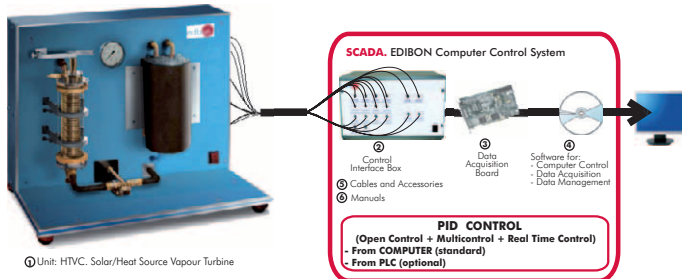 SCADA. EDIBON Computer Control System
②
Control
Interface Box
③
Data
Acquisition
Board
④
Software for:
- Computer Control
- Data Acquisition
- Data Management
⑤ Cables and Accessories
⑥ Manuals
PID CONTROL
(Open Control + Multicontrol + Real Time Control)
- From COMPUTER (standard)
- From PLC (optional)
① Unit: HTVC. Solar/Heat Source Vapour Turbine